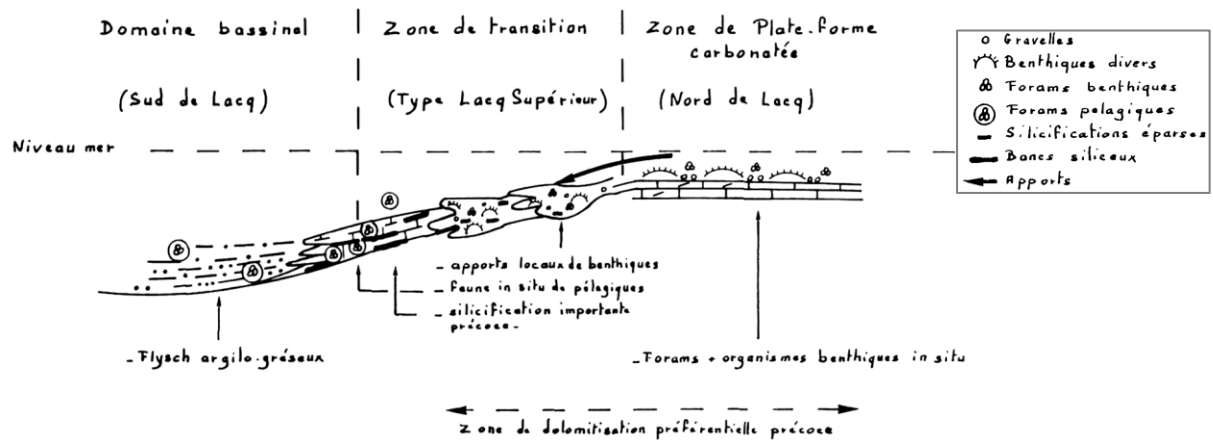 Domaine bassinal
Zone de transition
Zone de Plate-forme
carbonatée
(Sud de Lacq)
(Type Lacq Supérieur)
(Nord de Lacq)
Niveau mer
Gravelles
Benthiques divers
Forams benthiques
Forams pelagiques
Silicifications éparses
Bancs siliceux
Apports
- apports locaux de benthiques
- faune in situ de pélagiques
- silicification importante
précoce -
- Flysch argilo-gréseux
- Forams + organismes benthiques in situ
Zone de dolomitisation préférentielle précoce